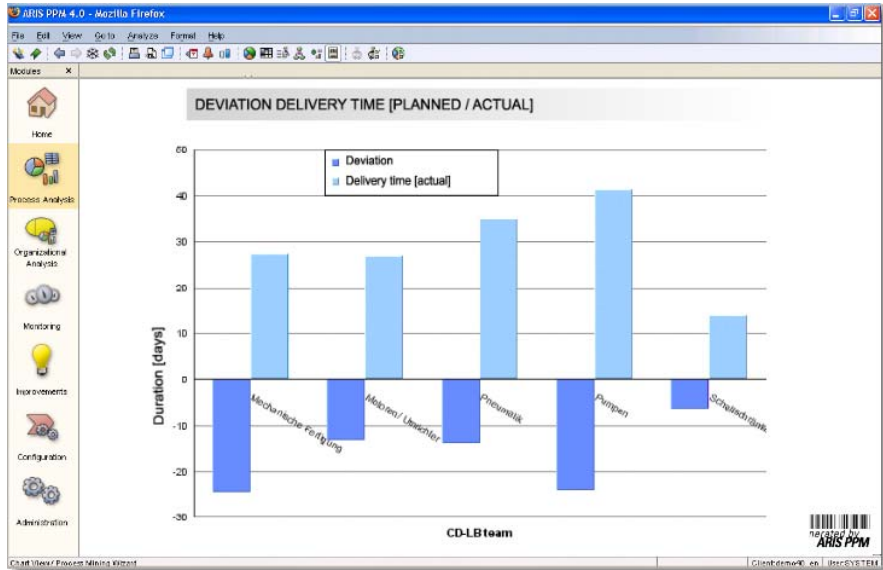 ARIS PPM 4.0 - Mozilla Firefox
File Edit View Go to Analyze Format Help
Modules x
Home
Process Analysis
Organizational
Analysis
Monitoring
Improvements
Configuration
Administration
DEVIATION DELIVERY TIME [PLANNED / ACTUAL]
Deviation
Delivery time [actual]
Duration [days]
50
40
30
20
10
0
-10
-20
-30
Mechanische Fertigung
Motoren / Umrichter
Pneumatik
Pumpen
CD-LB team
ARIS PPM
Chart View / Process Mining Wizard
Client:demo40_en User:SYSTEM